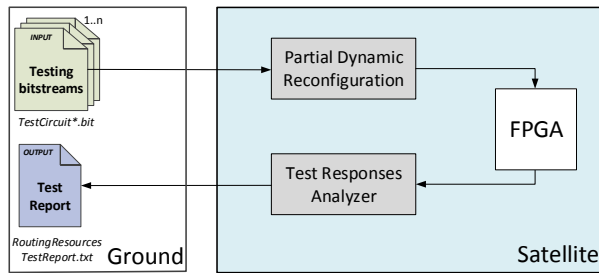 1..n
INPUT
Testing
bitstreams
TestCircuit*.bit
Partial Dynamic
Reconfiguration
FPGA
OUTPUT
Test
Report
Test Responses
Analyzer
RoutingResources
TestReport.txt
Ground
Satellite